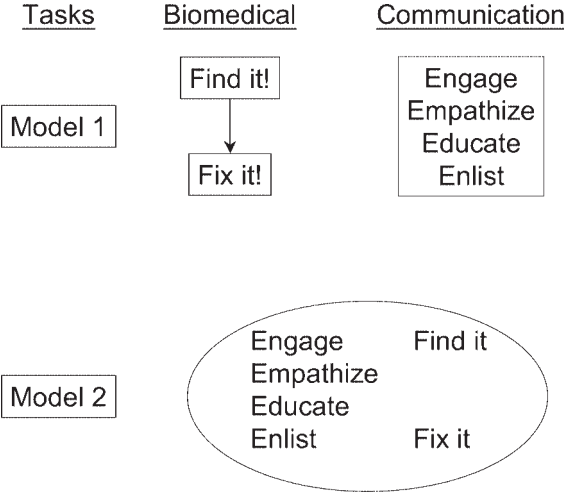 Tasks Biomedical Communication
Find it!
Engage
Empathize
Model 1
Educate
Fix it!
Enlist
Engage Find it
Empathize
Model 2
Educate
Enlist Fix it